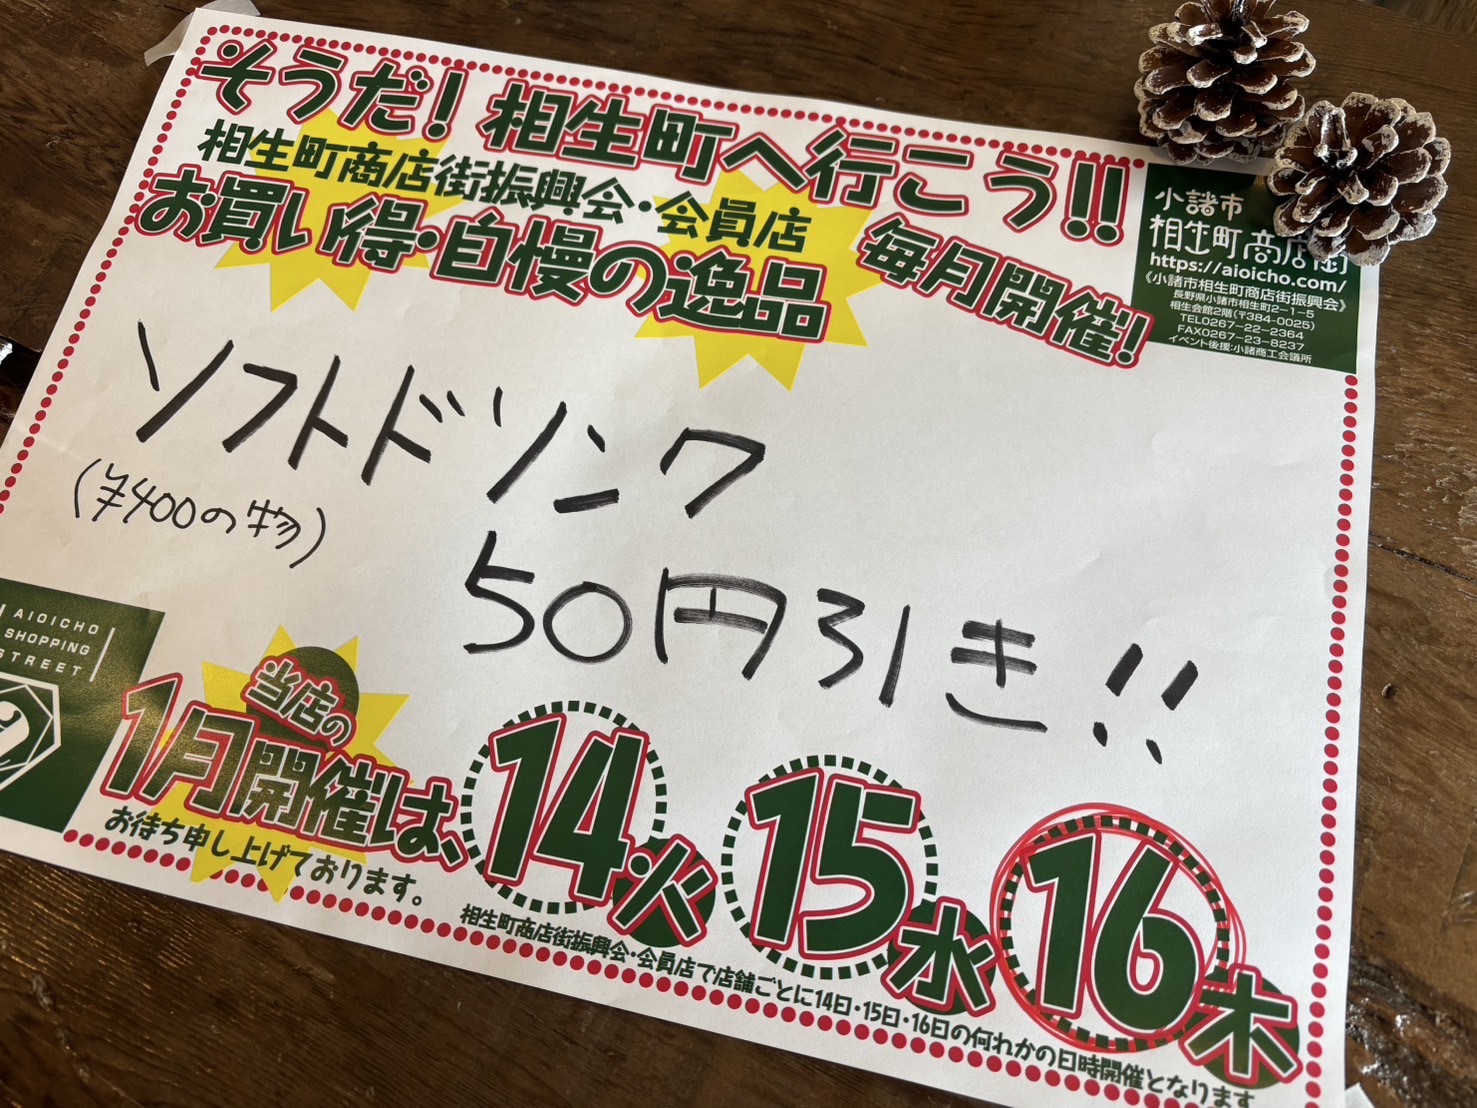 そうだ!相生町へ行こう!!
相生町商店街振興会・会員店
お買い得・自慢の逸品
毎月開催!
小諸市
相生町商店街
https://aioicho.com/
《小諸市相生町商店街振興会》
長野県小諸市相生町2-1-5
相生会館2階(〒384-0025)
TEL0267-22-2364
FAX0267-23-8237
イベント後援:小諸商工会議所
ソフトドリンク
(¥400の物)
50円引き!!
AIOICHO
SHOPPING
STREET
当店の
1月開催は、
14火
15水
16木
お待ち申し上げております。
相生町商店街振興会・会員店で店舗ごとに14日・15日・16日の何れかの日時開催となります